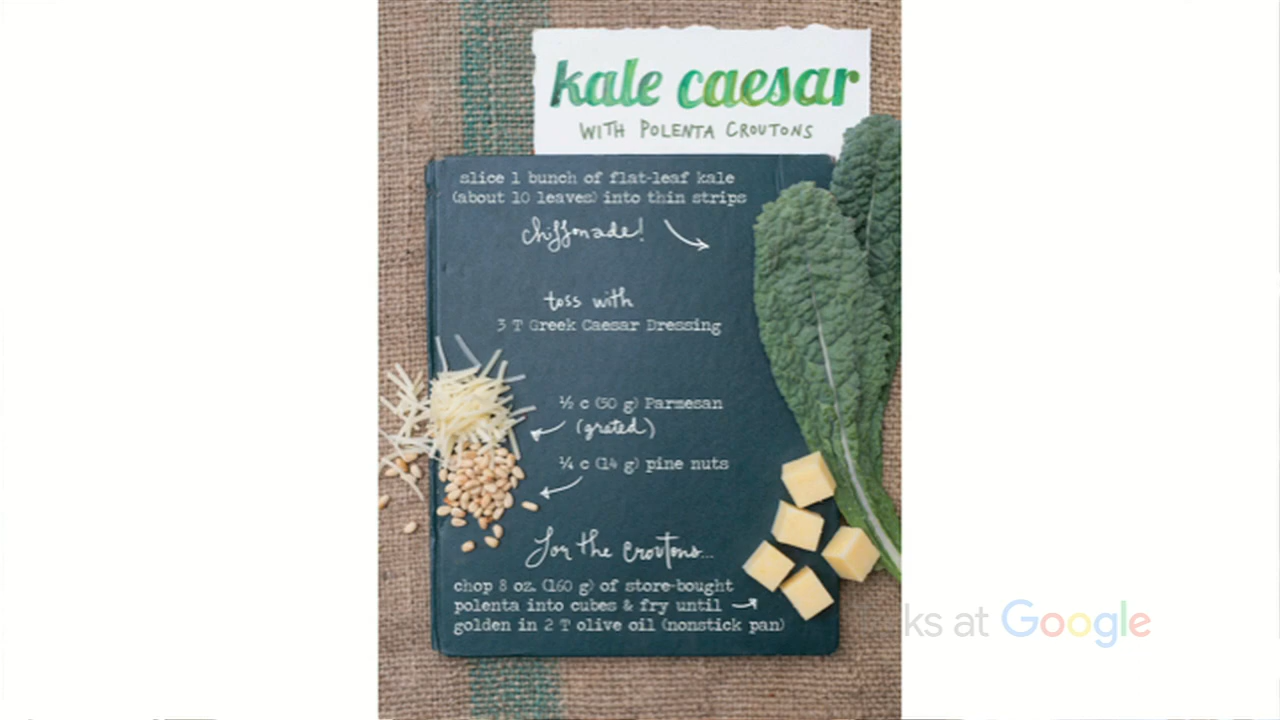 kale caesar
WITH POLENTA CROUTONS
slice 1 bunch of flat-leaf kale
(about 10 leaves) into thin strips
chiffonade!
toss with
3 T Greek Caesar Dressing
½ c (50 g) Parmesan
(grated)
¼ c (14 g) pine nuts
for the croutons...
chop 8 oz. (160 g) of store-bought
polenta into cubes & fry until
golden in 2 T olive oil (nonstick pan)
ks at Google